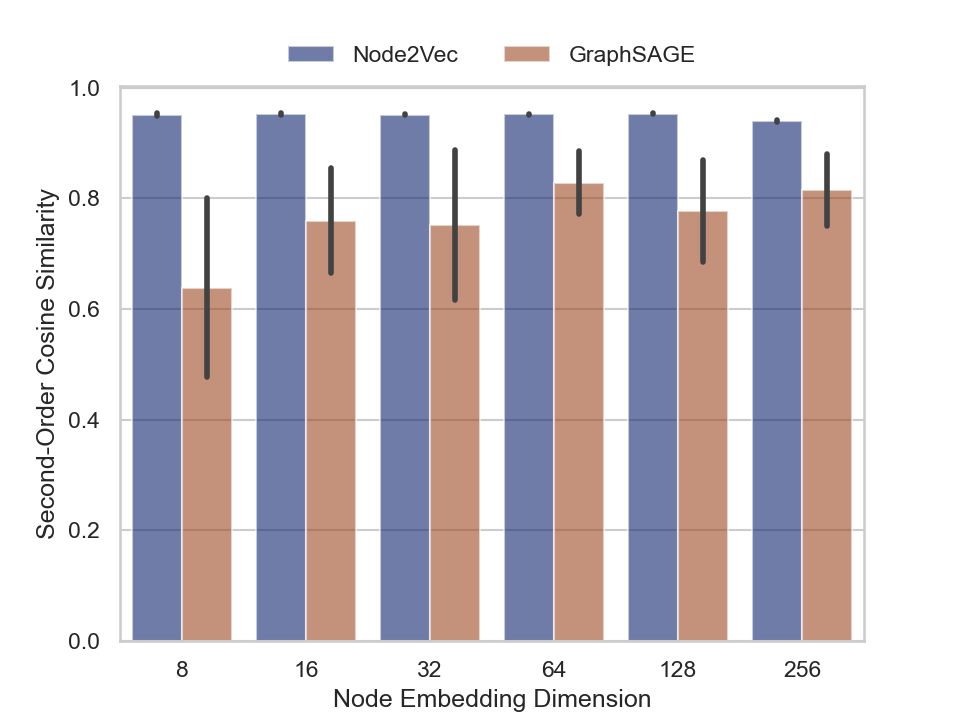 Node2Vec GraphSAGE
1.0
0.8
0.6
0.4
0.2
0.0
Second-Order Cosine Similarity
8 16 32 64 128 256
Node Embedding Dimension